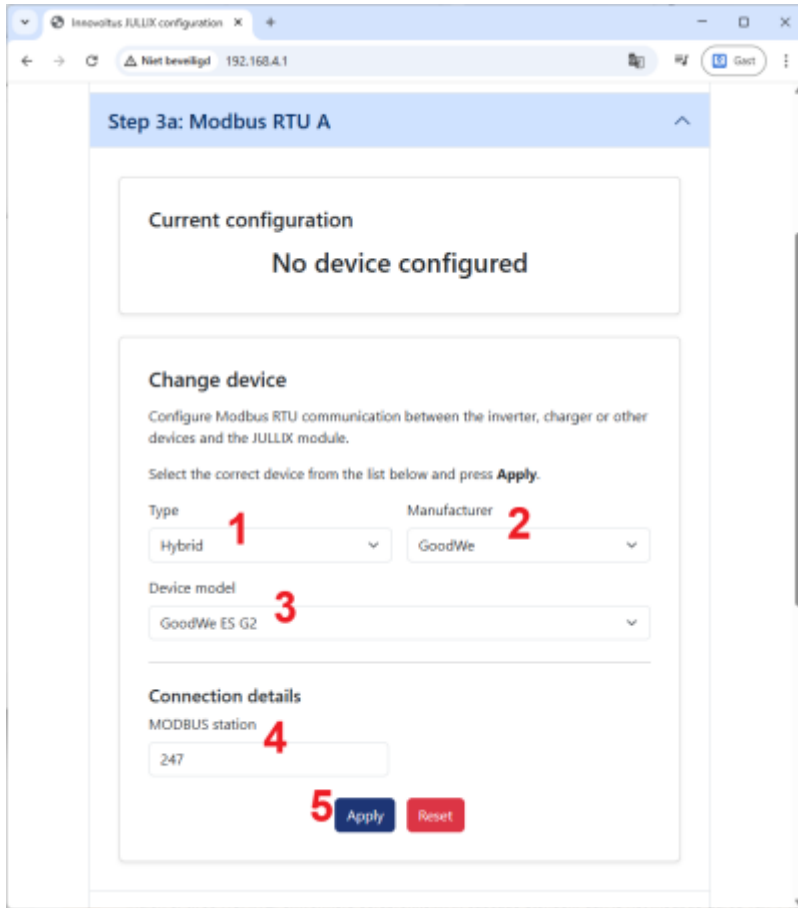 Innovoltus JULLIX configuration
Niet beveiligd 192.168.4.1
Gast
Step 3a: Modbus RTU A
Current configuration
No device configured
Change device
Configure Modbus RTU communication between the inverter, charger or other
devices and the JULLIX module.
Select the correct device from the list below and press Apply.
Type 1 Manufacturer 2
Hybrid GoodWe
Device model
3
GoodWe ES G2
Connection details
MODBUS station 4
247
5 Apply Reset